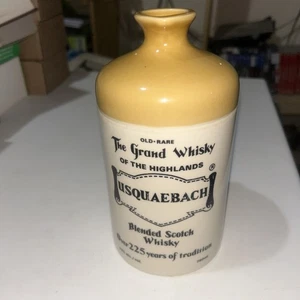 OLD-RARE
The Grand Whisky
OF THE HIGHLANDS
USQUAEBACH
Blended Scotch
Whisky
Over 225 years of tradition